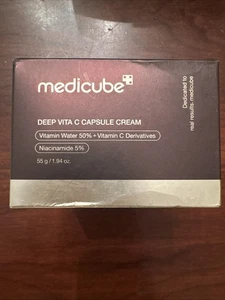 medicube
DEEP VITA C CAPSULE CREAM
Vitamin Water 50% + Vitamin C Derivatives
Niacinamide 5%
55 g / 1.94 oz.
Dedicated to
real results, medicube